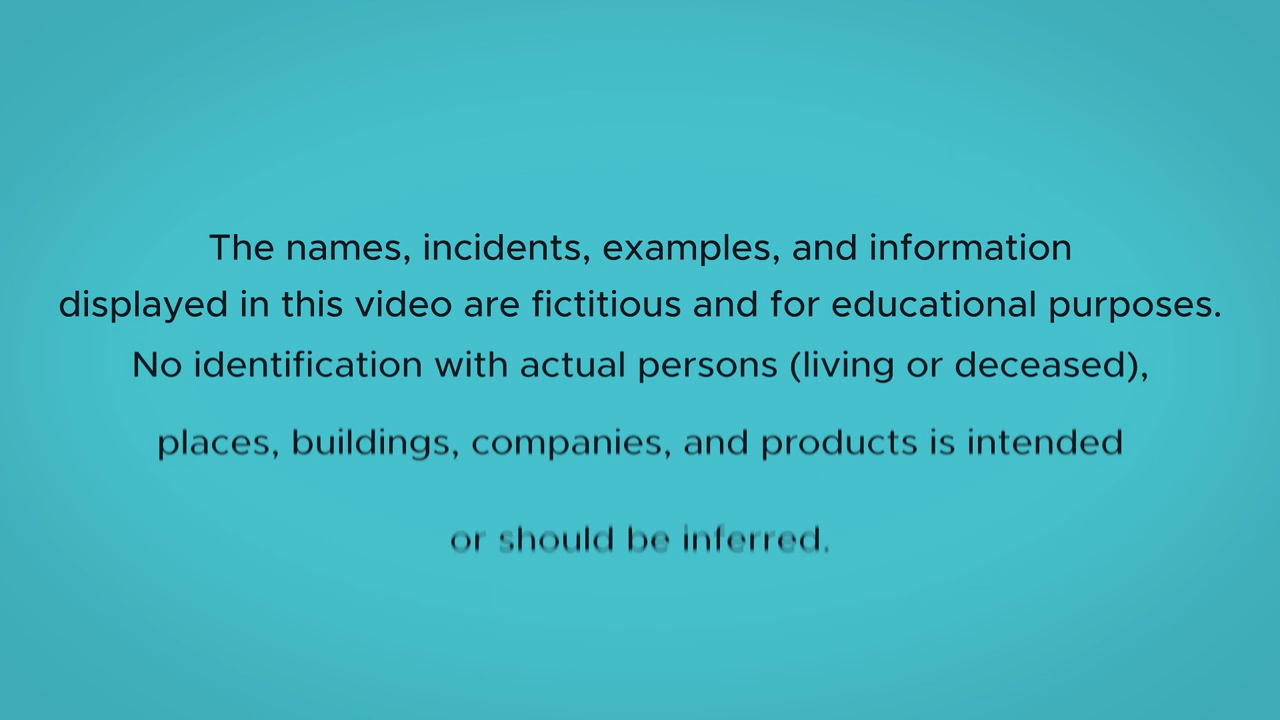 The names, incidents, examples, and information
displayed in this video are fictitious and for educational purposes.
No identification with actual persons (living or deceased),
places, buildings, companies, and products is intended
or should be inferred.